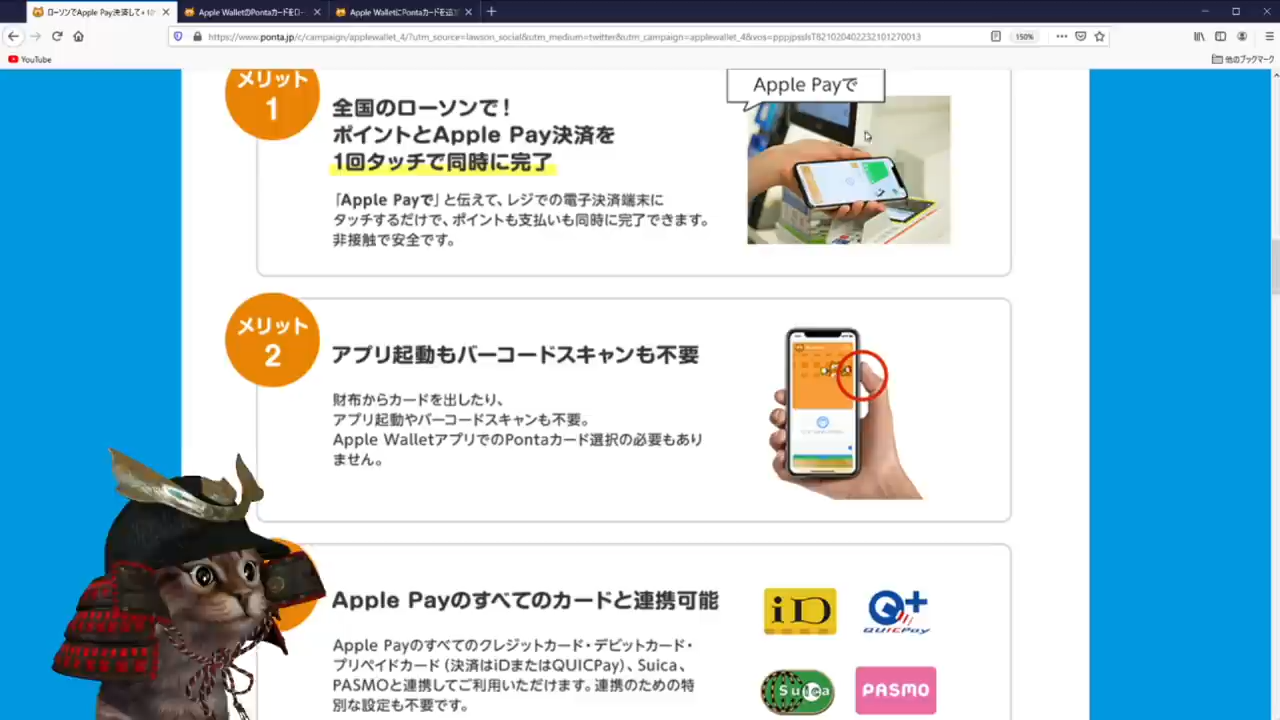 ローソンでApple Pay決済して+10
Apple WalletのPontaカードをロー
Apple WalletにPontaカードを追加
https://www.ponta.jp/c/campaign/applewallet_4/?utm_source=lawson_social&utm_medium=twitter&utm_campaign=applewallet_4&vos=
150%
YouTube
他のブックマーク
メリット
1
全国のローソンで!
ポイントとApple Pay決済を
1回タッチで同時に完了
「Apple Payで」と伝えて、レジでの電子決済端末に
タッチするだけで、ポイントも支払いも同時に完了できます。
非接触で安全です。
Apple Payで
メリット
2
アプリ起動もバーコードスキャンも不要
財布からカードを出したり、
アプリ起動やバーコードスキャンも不要。
Apple WalletアプリでのPontaカード選択の必要もあり
ません。
Apple Payのすべてのカードと連携可能
Apple Payのすべてのクレジットカード・デビットカード・
プリペイドカード（決済はiDまたはQUICPay）、Suica、
PASMOと連携してご利用いただけます。連携のための特
別な設定も不要です。
iD
Q+
QUICPay
Suica
PASMO